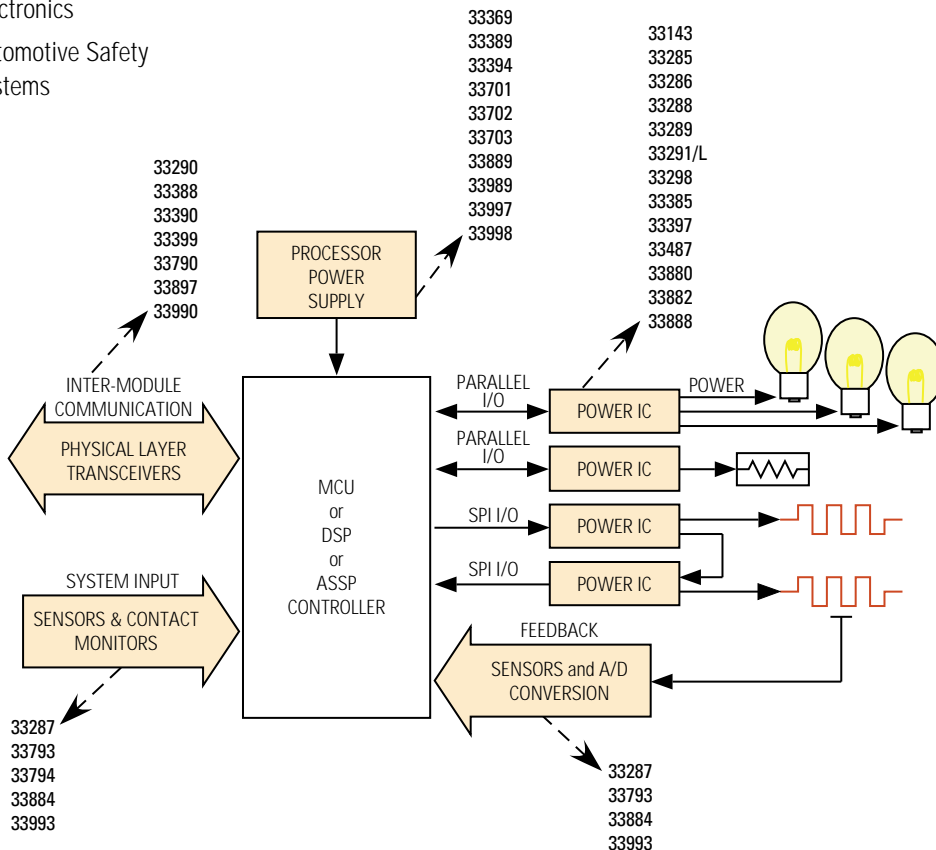 ctronics
tomotive Safety
stems
33369
33389
33394
33701
33702
33703
33889
33989
33997
33998
33143
33285
33286
33288
33289
33291/L
33298
33385
33397
33487
33880
33882
33888
33290
33388
33390
33399
33790
33897
33990
PROCESSOR
POWER
SUPPLY
INTER-MODULE
COMMUNICATION
PHYSICAL LAYER
TRANSCEIVERS
SYSTEM INPUT
SENSORS & CONTACT
MONITORS
33287
33793
33794
33884
33993
MCU
or
DSP
or
ASSP
CONTROLLER
PARALLEL
I/O
POWER IC
POWER
PARALLEL
I/O
POWER IC
SPI I/O
POWER IC
SPI I/O
POWER IC
FEEDBACK
SENSORS and A/D
CONVERSION
33287
33793
33884
33993